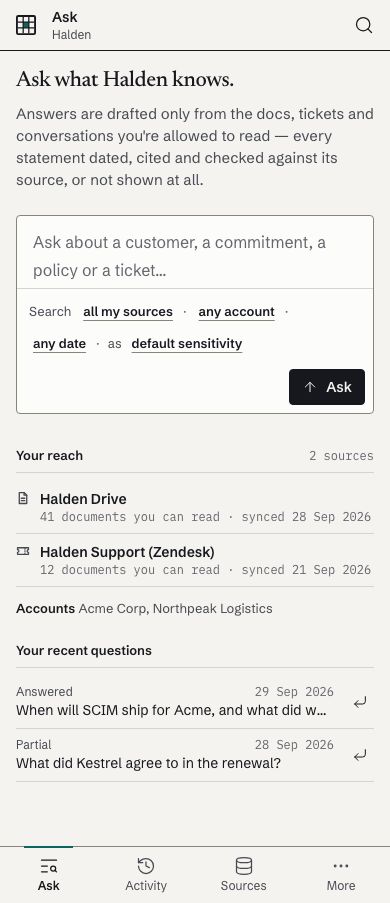 Ask
Halden
Ask what Halden knows.
Answers are drafted only from the docs, tickets and
conversations you're allowed to read — every
statement dated, cited and checked against its
source, or not shown at all.
Ask about a customer, a commitment, a
policy or a ticket...
Search all my sources · any account ·
any date · as default sensitivity
Ask
Your reach 2 sources
Halden Drive
41 documents you can read · synced 28 Sep 2026
Halden Support (Zendesk)
12 documents you can read · synced 21 Sep 2026
Accounts Acme Corp, Northpeak Logistics
Your recent questions
Answered 29 Sep 2026
When will SCIM ship for Acme, and what did w...
Partial 28 Sep 2026
What did Kestrel agree to in the renewal?
Ask Activity Sources More